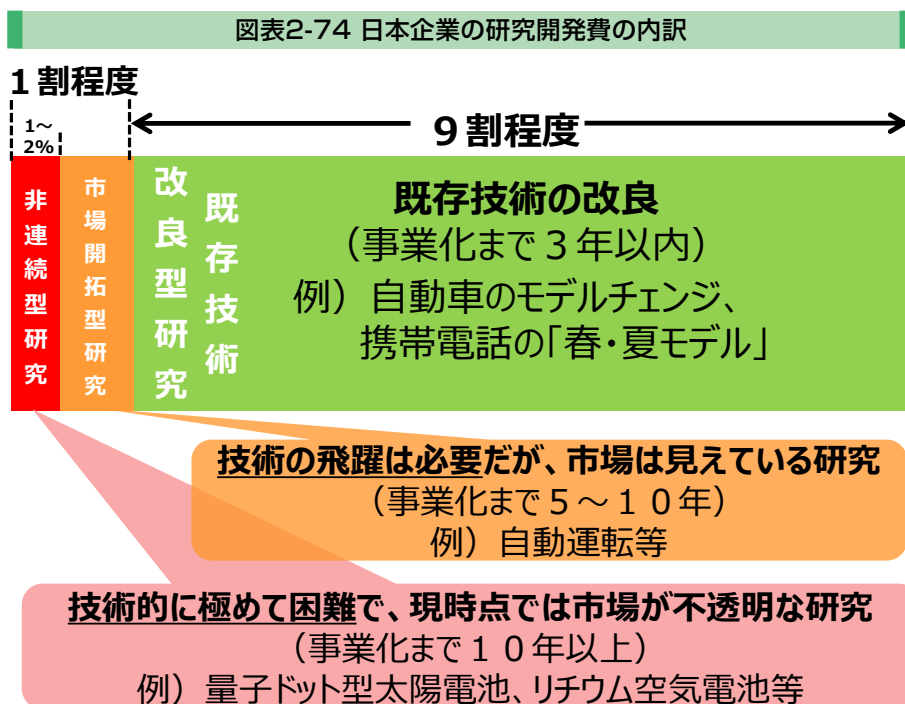 図表2-74 日本企業の研究開発費の内訳
１割程度
1～
2%
９割程度
非連続型研究
市場開拓型研究
既存技術
改良型研究
既存技術の改良
（事業化まで３年以内）
例）自動車のモデルチェンジ、
携帯電話の「春・夏モデル」
技術の飛躍は必要だが、市場は見えている研究
（事業化まで５～１０年）
例）自動運転等
技術的に極めて困難で、現時点では市場が不透明な研究
（事業化まで１０年以上）
例）量子ドット型太陽電池、リチウム空気電池等